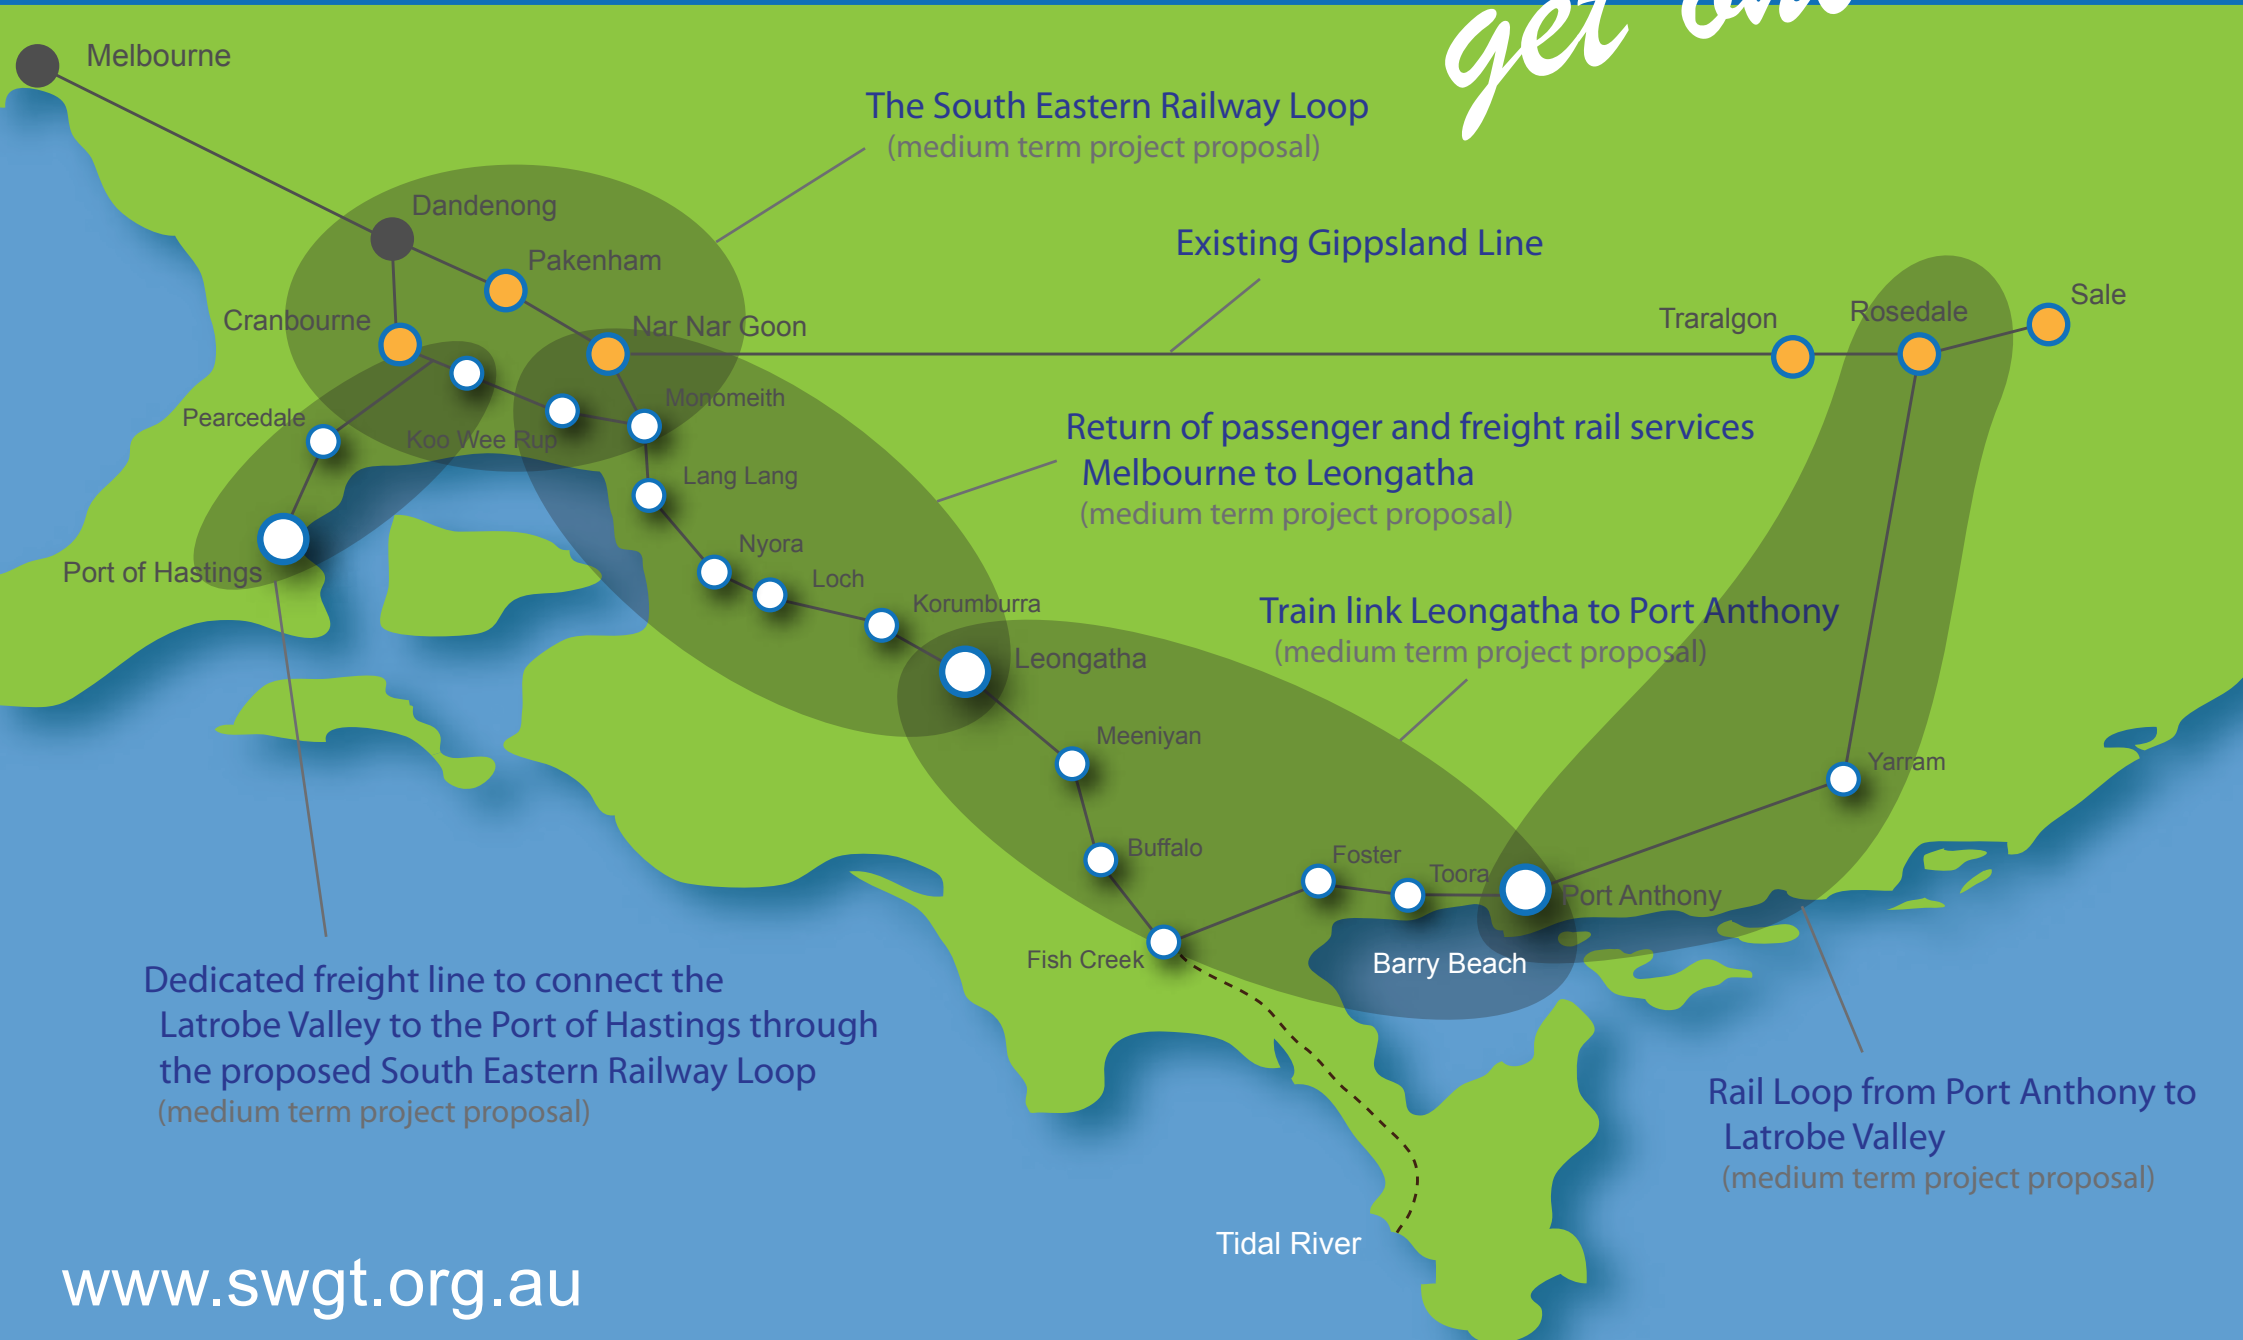 get on
Melbourne
The South Eastern Railway Loop
(medium term project proposal)
Dandenong
Pakenham
Existing Gippsland Line
Cranbourne
Nar Nar Goon
Traralgon
Rosedale
Sale
Pearcedale
Koo Wee Rup
Monomeith
Return of passenger and freight rail services
Melbourne to Leongatha
(medium term project proposal)
Lang Lang
Nyora
Port of Hastings
Loch
Korumburra
Train link Leongatha to Port Anthony
(medium term project proposal)
Leongatha
Meeniyan
Yarram
Buffalo
Foster
Toora
Port Anthony
Fish Creek
Barry Beach
Dedicated freight line to connect the
Latrobe Valley to the Port of Hastings through
the proposed South Eastern Railway Loop
(medium term project proposal)
Rail Loop from Port Anthony to
Latrobe Valley
(medium term project proposal)
Tidal River
www.swgt.org.au